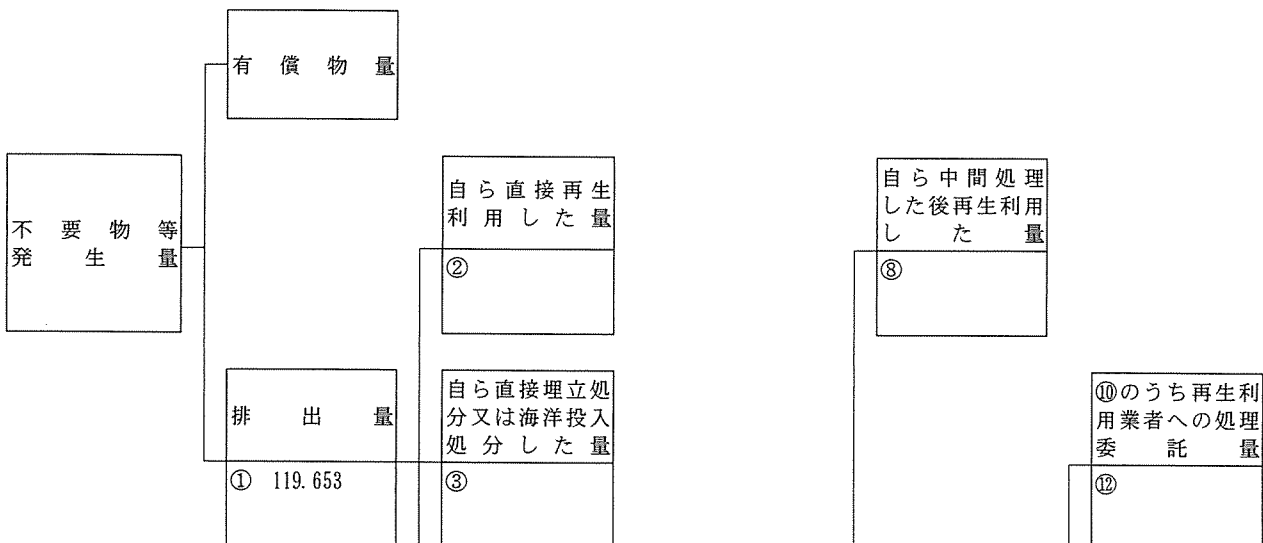 有償物量
不要物等
発生量
自ら直接再生
利用した量
②
自ら中間処理
した後再生利用
した量
⑧
排出量
① 119.653
自ら直接埋立処
分又は海洋投入
処分した量
③
⑩のうち再生利
用業者への処理
委託量
⑫